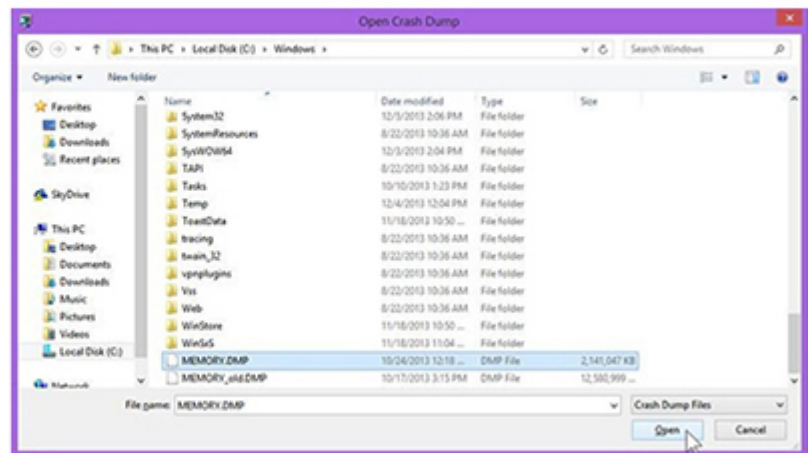 Open Crash Dump
This PC Local Disk (C:) Windows
Search Windows
Organize New folder
Name Date modified Type Size
Favorites
Desktop
Downloads
Recent places
SkyDrive
This PC
Desktop
Documents
Downloads
Music
Pictures
Videos
Local Disk (C:)
Network
System32 12/5/2013 2:06 PM File folder
SystemResources 8/22/2013 10:36 AM File folder
SysWOW64 12/3/2013 2:04 PM File folder
TAPI 8/22/2013 10:36 AM File folder
Tasks 10/10/2013 1:23 PM File folder
Temp 12/4/2013 12:04 PM File folder
ToastData 11/18/2013 10:50 ... File folder
tracing 8/22/2013 10:36 AM File folder
twain_32 8/22/2013 10:36 AM File folder
vpnplugins 8/22/2013 10:36 AM File folder
Vss 8/22/2013 10:36 AM File folder
Web 8/22/2013 10:36 AM File folder
WinStore 11/18/2013 10:50 ... File folder
WinSxS 11/18/2013 11:04 ... File folder
MEMORY.DMP 10/24/2013 12:18 ... DMP File 2,141,047 KB
MEMORY_old.DMP 10/17/2013 3:15 PM DMP File 12,580,999 ...
File name: MEMORY.DMP Crash Dump Files
Open Cancel